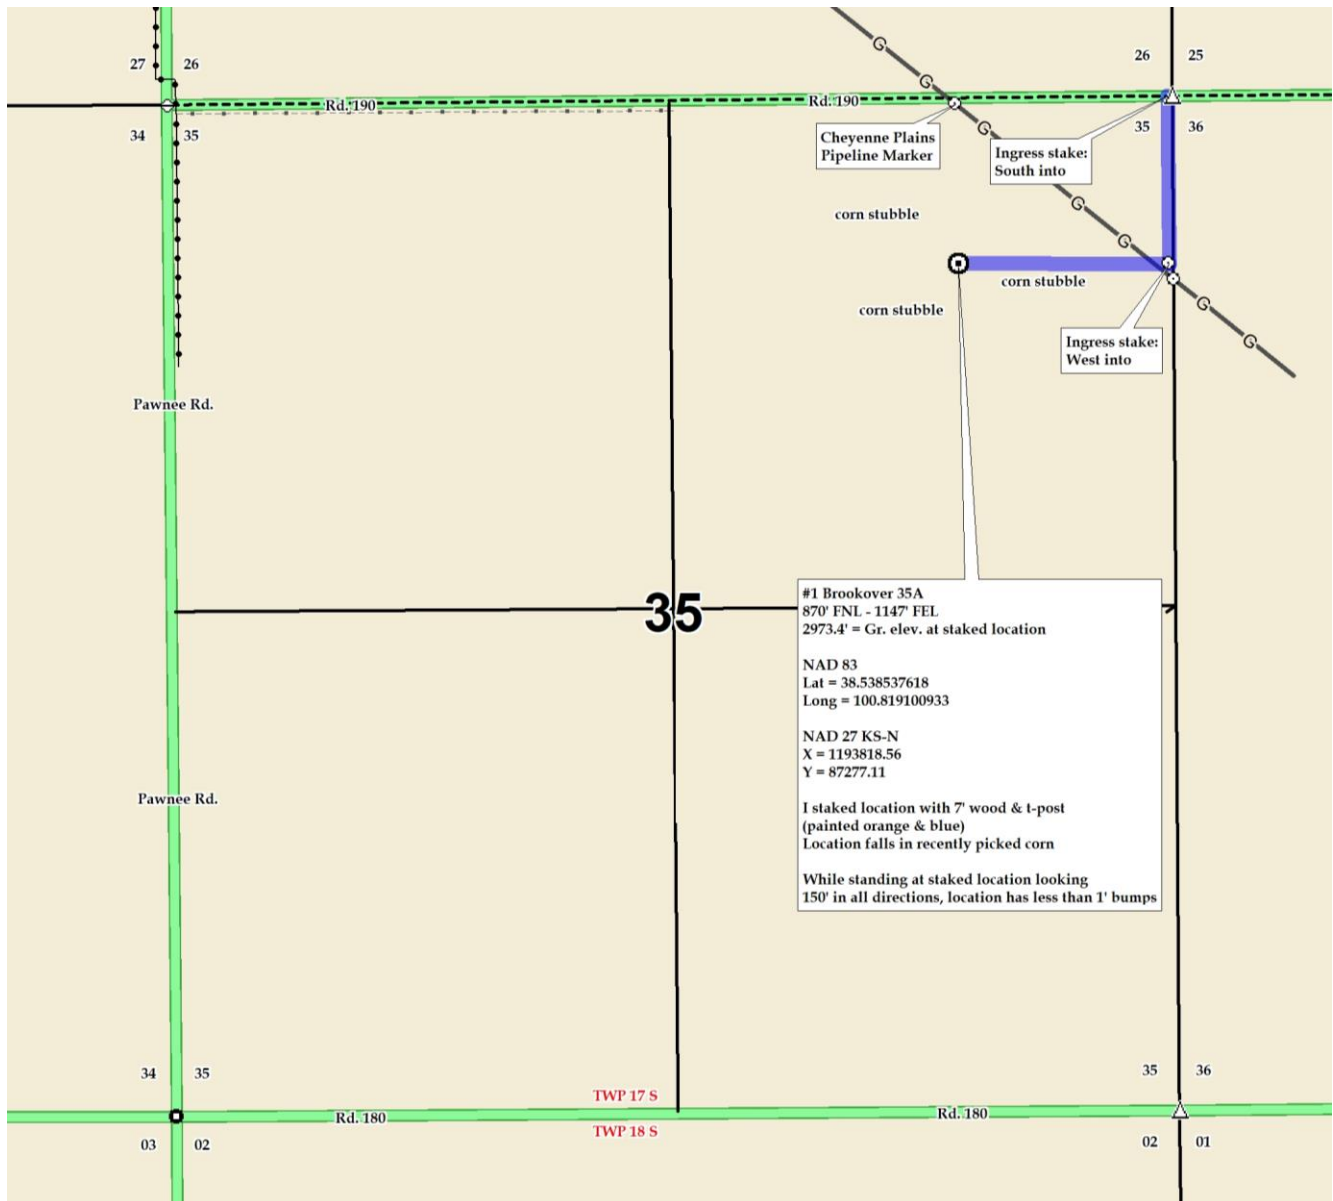 27 26
26 25
Rd. 190
Rd. 190
34 35
35 36
Cheyenne Plains
Pipeline Marker
Ingress stake:
South into
G
G
G
G
G
G
G
corn stubble
corn stubble
corn stubble
Ingress stake:
West into
Pawnee Rd.
35
#1 Brookover 35A
870' FNL - 1147' FEL
2973.4' = Gr. elev. at staked location
NAD 83
Lat = 38.538537618
Long = 100.819100933
NAD 27 KS-N
X = 1193818.56
Y = 87277.11
I staked location with 7' wood & t-post
(painted orange & blue)
Location falls in recently picked corn
While standing at staked location looking
150' in all directions, location has less than 1' bumps
Pawnee Rd.
34 35
35 36
TWP 17 S
Rd. 180
Rd. 180
TWP 18 S
03 02
02 01